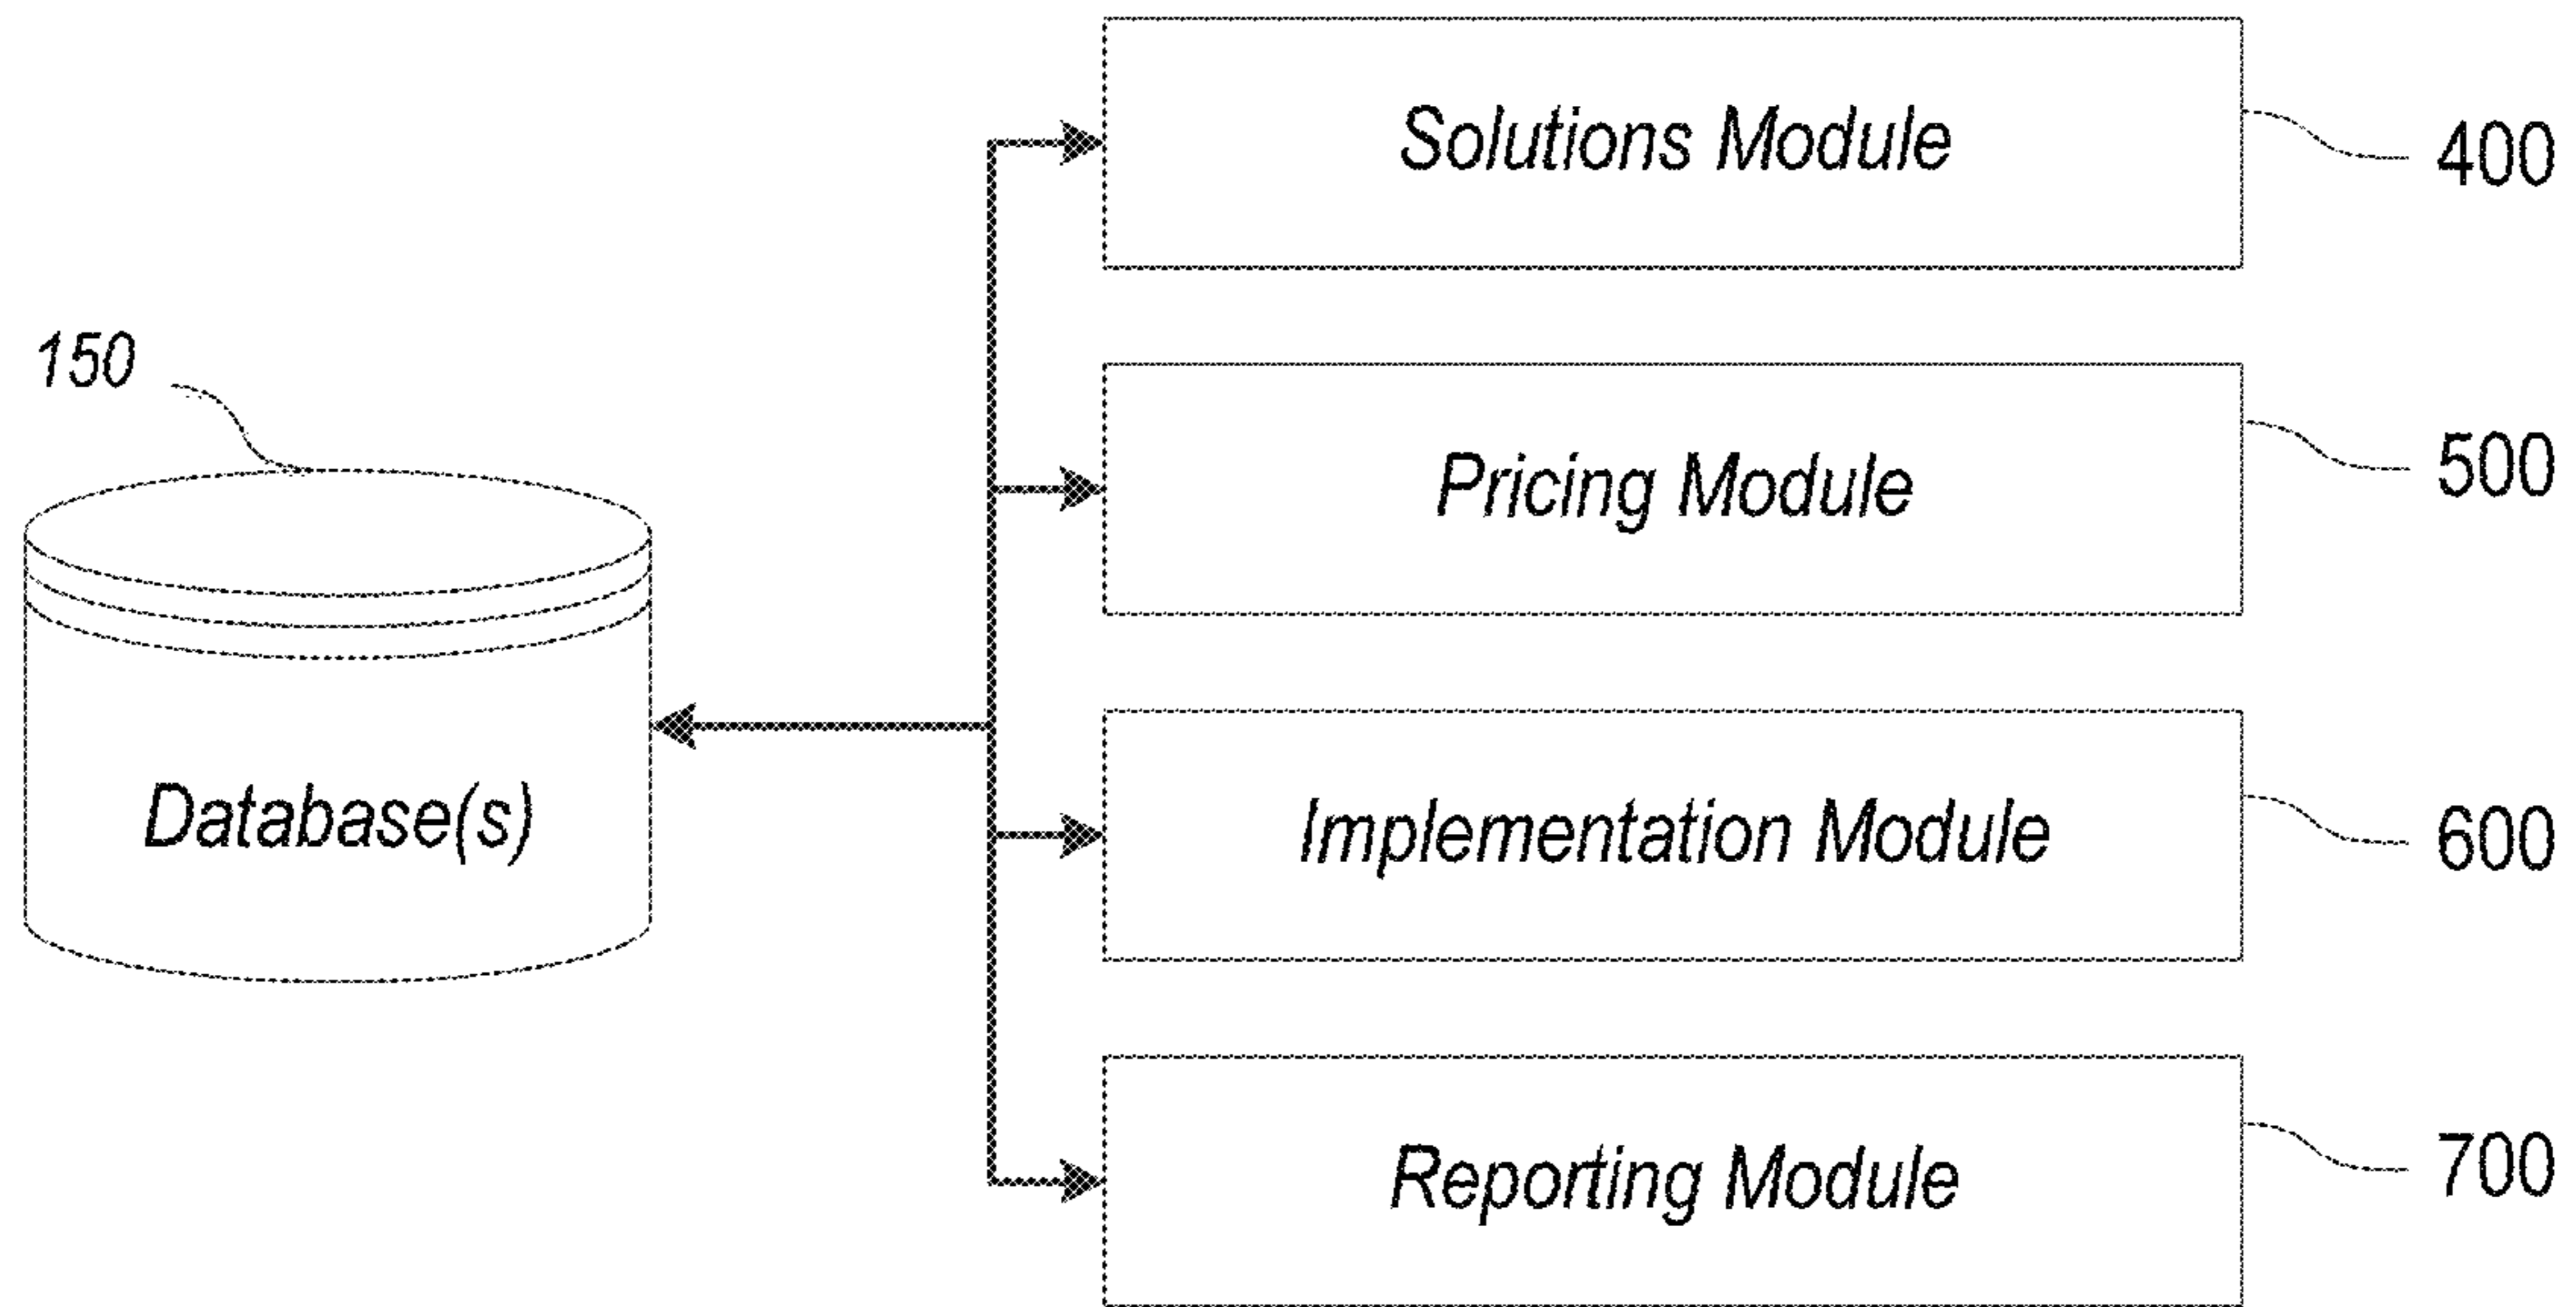 Solutions Module
400
150
Pricing Module
500
Database(s)
Implementation Module
600
Reporting Module
700